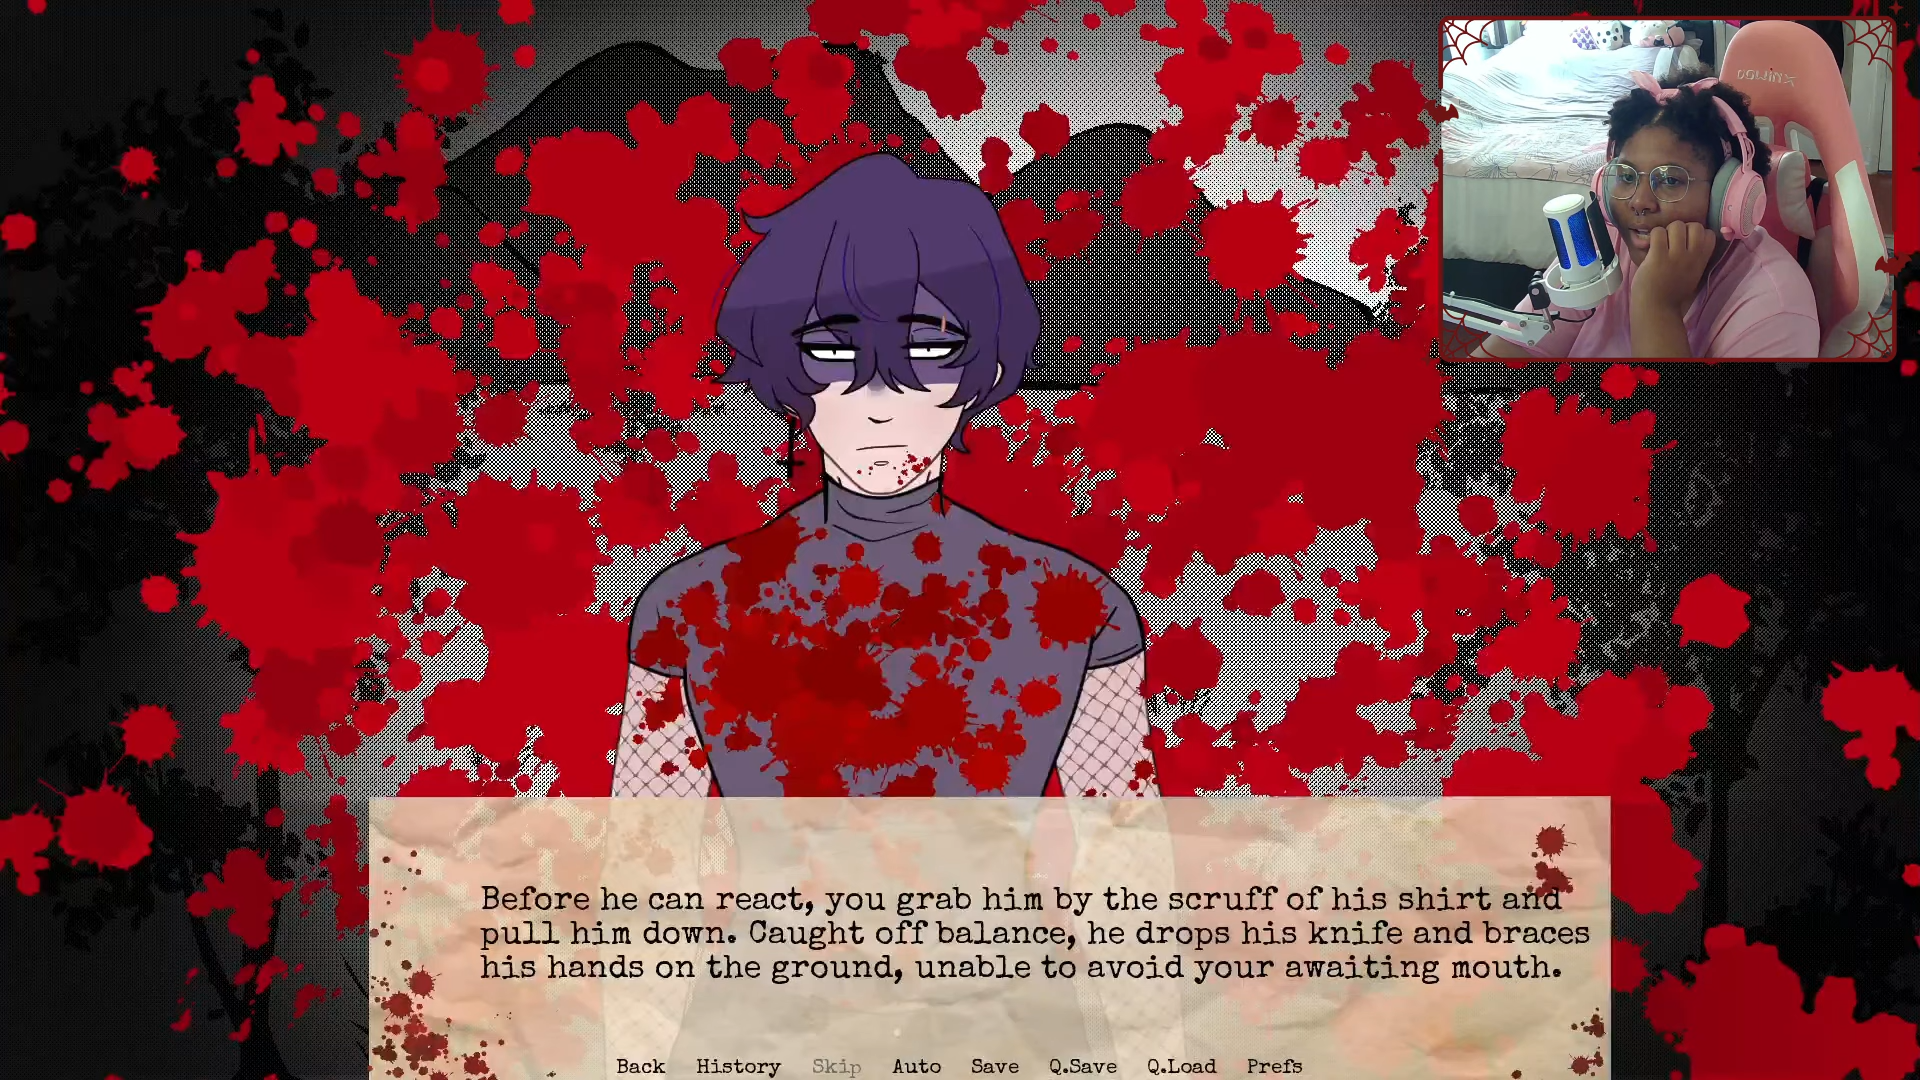 Before he can react, you grab him by the scruff of his shirt and
pull him down. Caught off balance, he drops his knife and braces
his hands on the ground, unable to avoid your awaiting mouth.
Back History Skip Auto Save Q.Save Q.Load Prefs